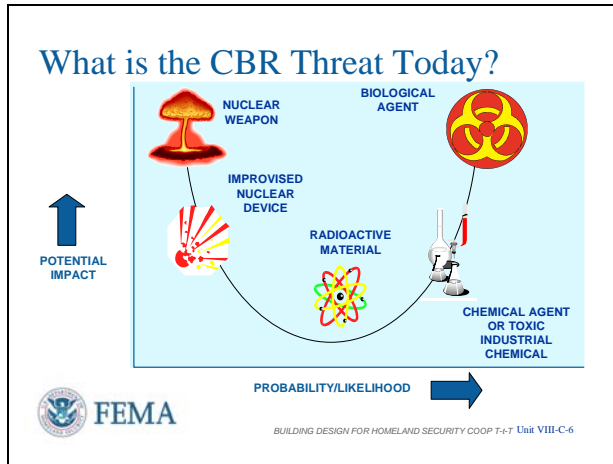 What is the CBR Threat Today?
NUCLEAR
WEAPON
BIOLOGICAL
AGENT
IMPROVISED
NUCLEAR
DEVICE
RADIOACTIVE
MATERIAL
POTENTIAL
IMPACT
CHEMICAL AGENT
OR TOXIC
INDUSTRIAL
CHEMICAL
PROBABILITY/LIKELIHOOD
FEMA
BUILDING DESIGN FOR HOMELAND SECURITY COOP T-t-T Unit VIII-C-6